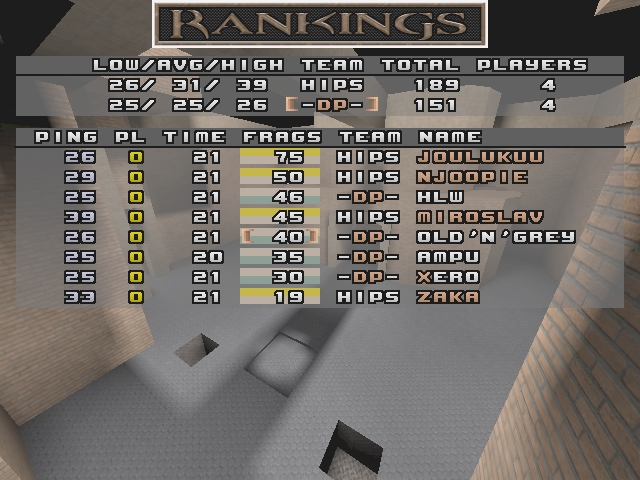 RANKINGS
LOW/AVG/HIGH TEAM TOTAL PLAYERS
26/ 31/ 39 HIPS 189 4
25/ 25/ 26 [-DP-] 151 4
PING PL TIME FRAGS TEAM NAME
26 0 21 75 HIPS JOULUKUU
29 0 21 50 HIPS NJOOPIE
25 0 21 46 -DP- HLW
39 0 21 45 HIPS MIROSLAV
26 0 21 [40] -DP- OLD'N'GREY
25 0 20 35 -DP- AMPU
25 0 21 30 -DP- XERO
33 0 21 19 HIPS ZAKA